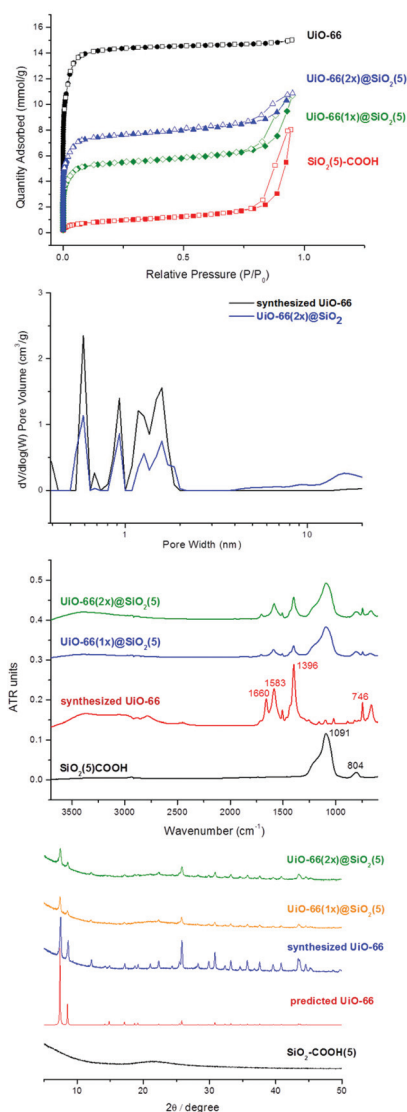 16
14
12
10
8
6
4
2
0
Quantity Adsorbed (mmol/g)
UiO-66
UiO-66(2x)@SiO₂(5)
UiO-66(1x)@SiO₂(5)
SiO₂(5)-COOH
0.0 0.5 1.0
Relative Pressure (P/P₀)
3
2
1
0
dV/dlog(W) Pore Volume (cm³/g)
synthesized UiO-66
UiO-66(2x)@SiO₂
1 10
Pore Width (nm)
0.5
0.4
0.3
0.2
0.1
0.0
ATR units
UiO-66(2x)@SiO₂(5)
UiO-66(1x)@SiO₂(5)
synthesized UiO-66
1660
1583
1396
746
SiO₂(5)COOH
1091
804
3500 3000 2500 2000 1500 1000
Wavenumber (cm⁻¹)
UiO-66(2x)@SiO₂(5)
UiO-66(1x)@SiO₂(5)
synthesized UiO-66
predicted UiO-66
SiO₂-COOH(5)
10 20 30 40 50
2θ / degree